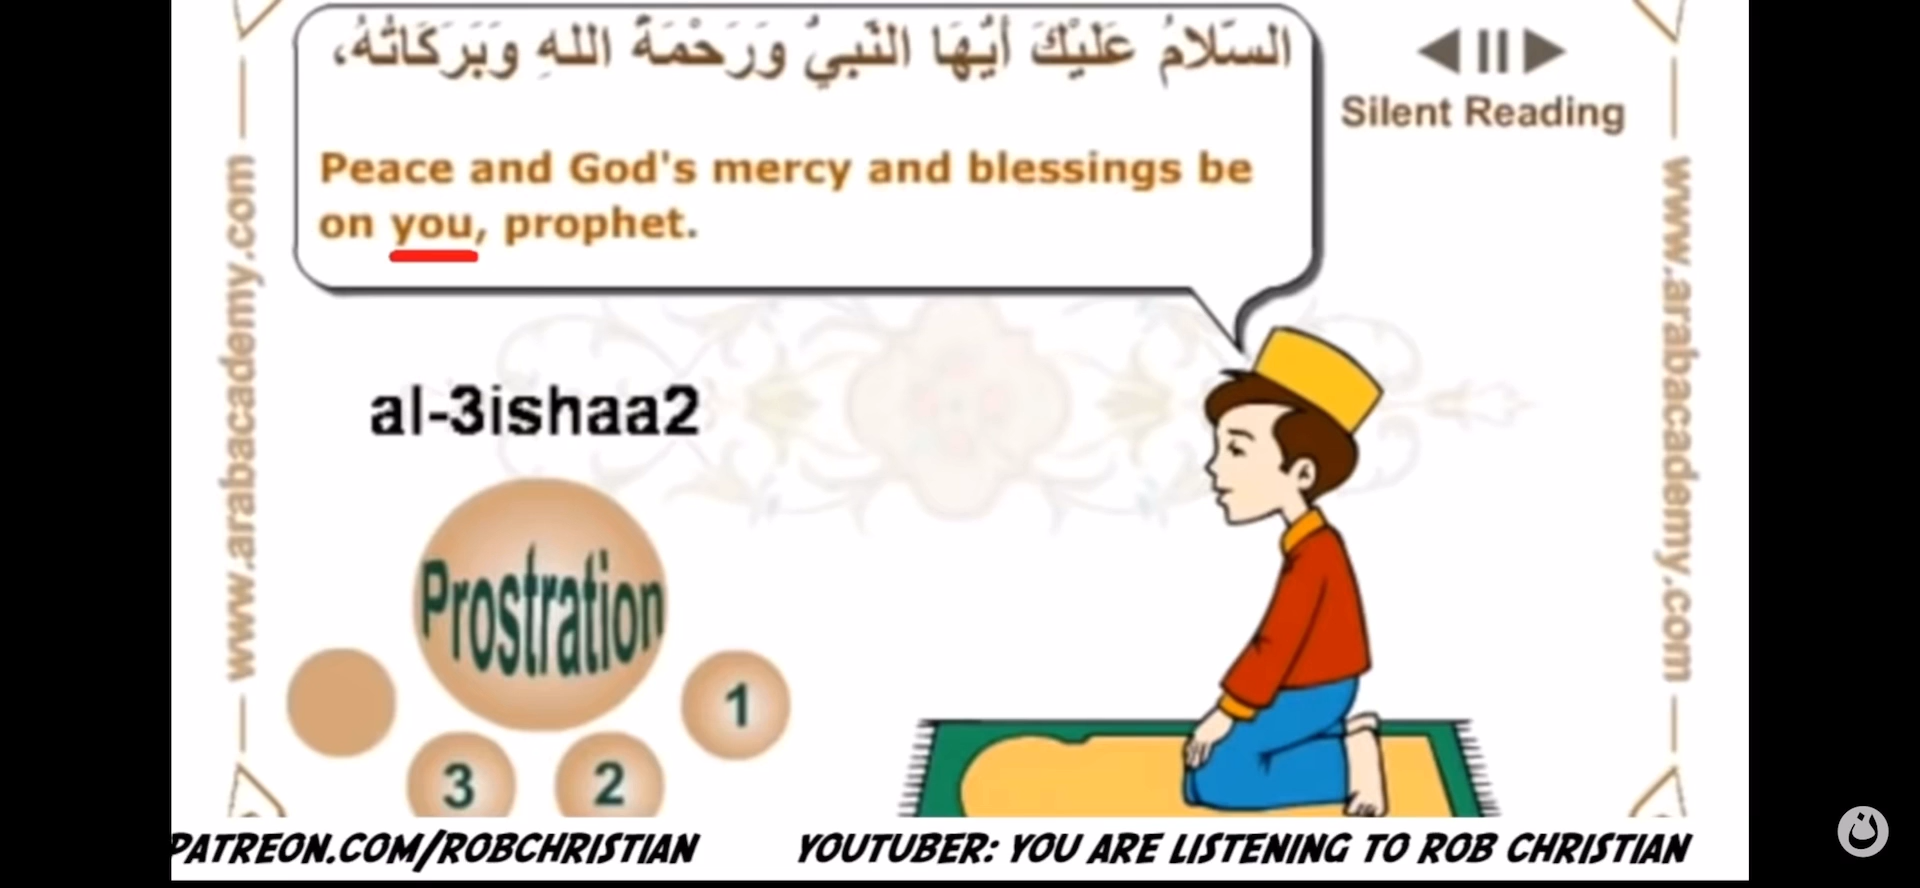 السّلامُ عَلَيْكَ أَيُّهَا النَّبيُّ وَرَحْمَةُ اللهِ وَبَرَكَاتُهُ،
Peace and God's mercy and blessings be
on you, prophet.
Silent Reading
www.arabacademy.com
www.arabacademy.com
al-3ishaa2
Prostration
1
2
3
PATREON.COM/ROBCHRISTIAN
YOUTUBER: YOU ARE LISTENING TO ROB CHRISTIAN
ن